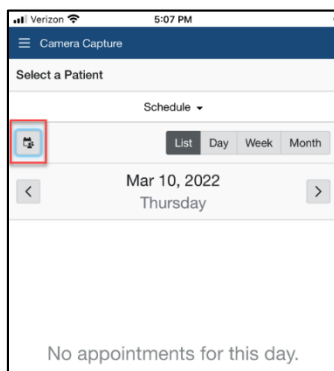 Verizon 5:07 PM
Camera Capture
Select a Patient
Schedule
List Day Week Month
Mar 10, 2022
Thursday
No appointments for this day.